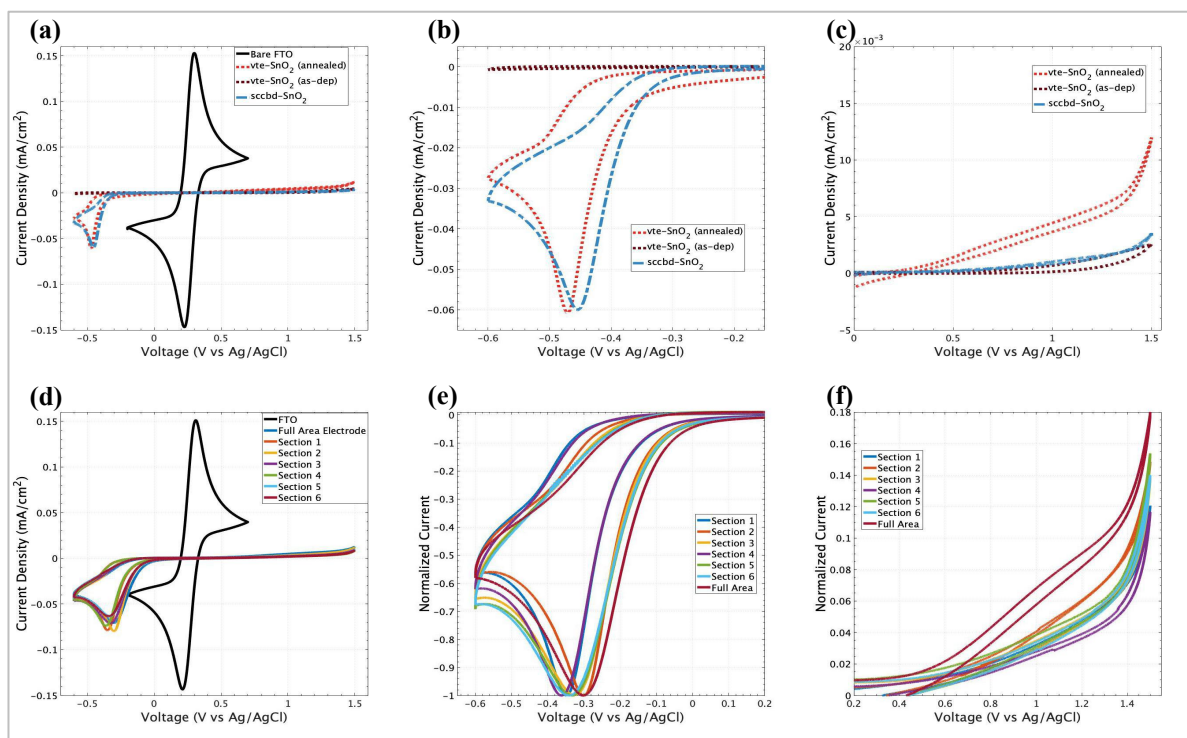 (a)
Current Density (mA/cm²)
0.15
0.1
0.05
0
-0.05
-0.1
-0.15
-0.5
0
0.5
1
1.5
Voltage (V vs Ag/AgCl)
Bare FTO
vte-SnO₂ (annealed)
vte-SnO₂ (as-dep)
sccbd-SnO₂
(b)
Current Density (mA/cm²)
0
-0.01
-0.02
-0.03
-0.04
-0.05
-0.06
-0.6
-0.5
-0.4
-0.3
-0.2
Voltage (V vs Ag/AgCl)
vte-SnO₂ (annealed)
vte-SnO₂ (as-dep)
sccbd-SnO₂
(c)
×10⁻³
Current Density (mA/cm²)
20
15
10
5
0
-5
0
0.5
1
1.5
Voltage (V vs Ag/AgCl)
vte-SnO₂ (annealed)
vte-SnO₂ (as-dep)
sccbd-SnO₂
(d)
Current Density (mA/cm²)
0.15
0.1
0.05
0
-0.05
-0.1
-0.15
-0.5
0
0.5
1
1.5
Voltage (V vs Ag/AgCl)
FTO
Full Area Electrode
Section 1
Section 2
Section 3
Section 4
Section 5
Section 6
(e)
Normalized Current
0
-0.1
-0.2
-0.3
-0.4
-0.5
-0.6
-0.7
-0.8
-0.9
-1
-0.6
-0.5
-0.4
-0.3
-0.2
-0.1
0
0.1
0.2
Voltage (V vs Ag/AgCl)
Section 1
Section 2
Section 3
Section 4
Section 5
Section 6
Full Area
(f)
Normalized Current
0.18
0.16
0.14
0.12
0.1
0.08
0.06
0.04
0.02
0
0.2
0.4
0.6
0.8
1
1.2
1.4
Voltage (V vs Ag/AgCl)
Section 1
Section 2
Section 3
Section 4
Section 5
Section 6
Full Area